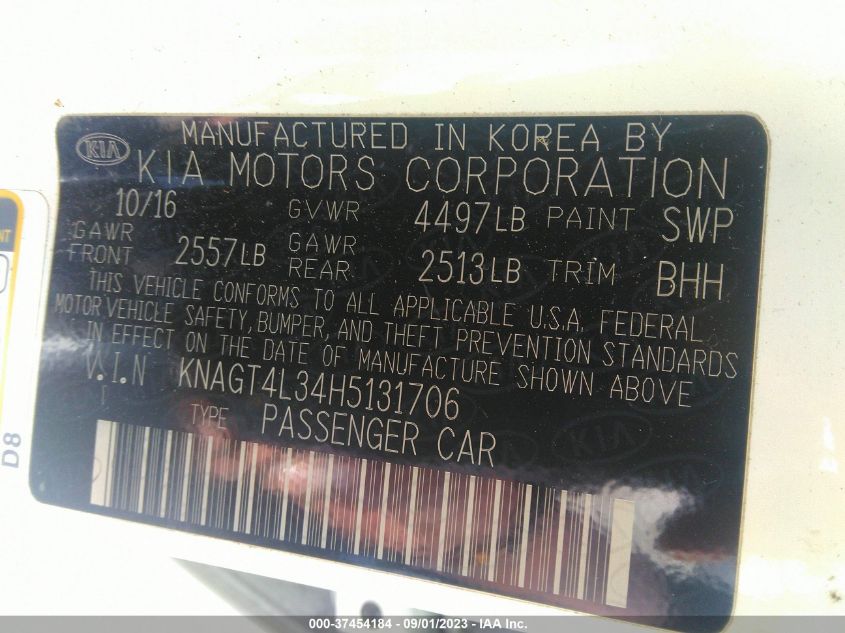 MANUFACTURED IN KOREA BY
KIA KIA MOTORS CORPORATION
10/16 GVWR 4497LB PAINT SWP
GAWR FRONT 2557LB GAWR REAR 2513LB TRIM BHH
THIS VEHICLE CONFORMS TO ALL APPLICABLE U.S.A. FEDERAL
MOTOR VEHICLE SAFETY, BUMPER, AND THEFT PREVENTION STANDARDS
IN EFFECT ON THE DATE OF MANUFACTURE SHOWN ABOVE
V.I.N KNAGT4L34H5131706
TYPE PASSENGER CAR
D8
000-37454184 - 09/01/2023 - IAA Inc.